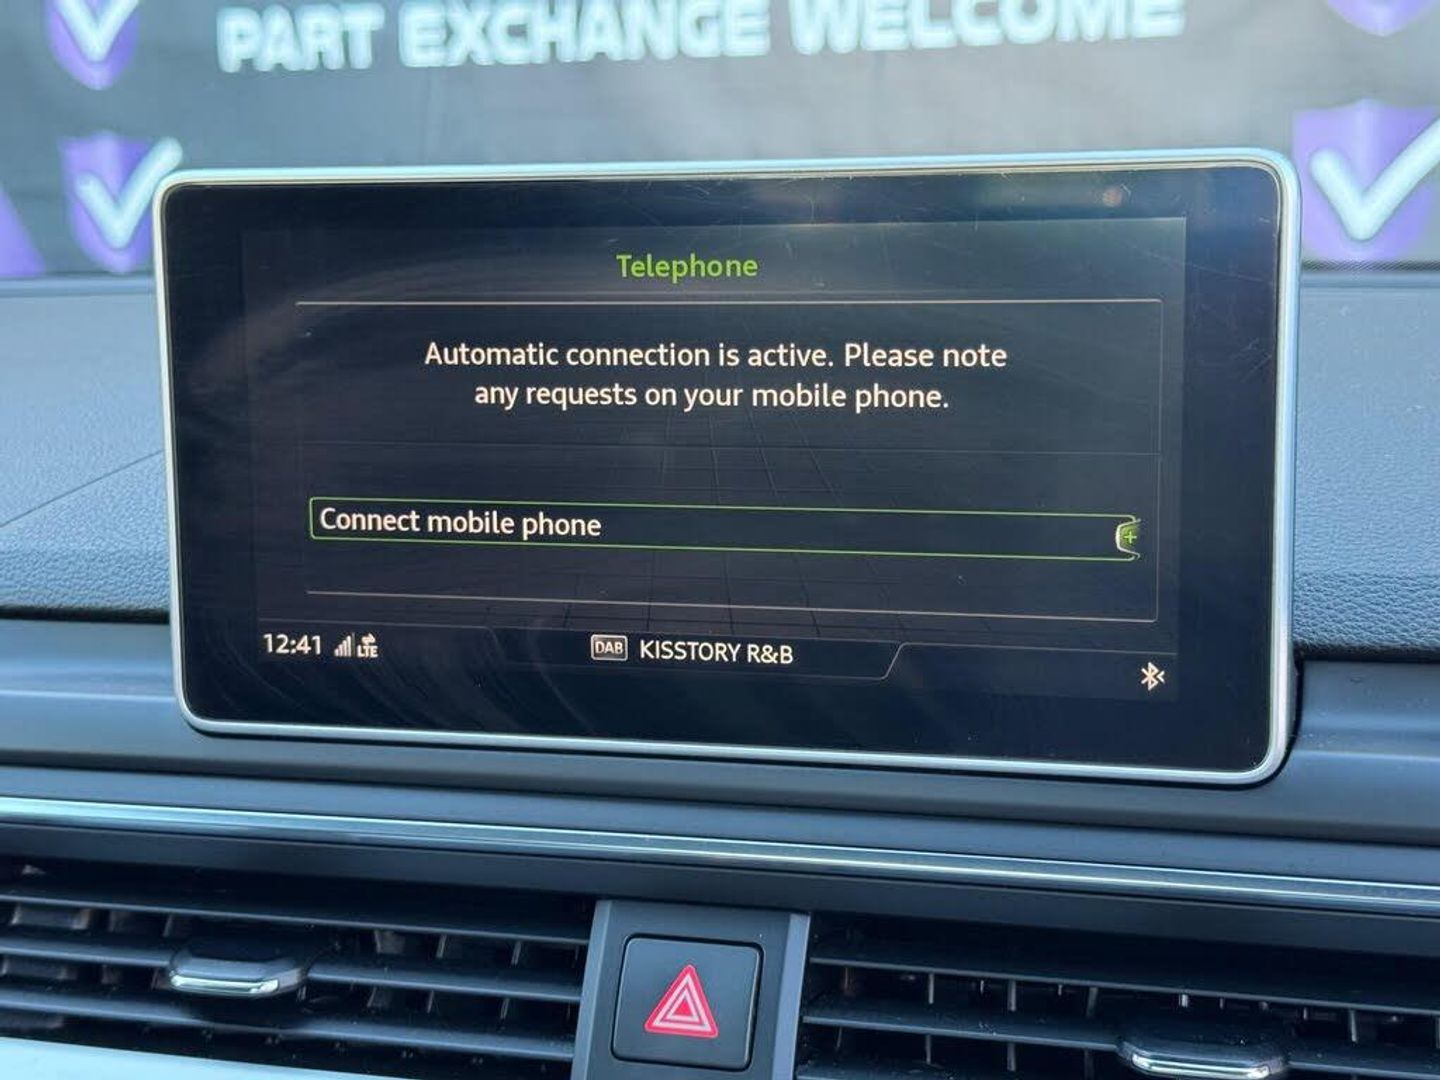 PART EXCHANGE WELCOME
Telephone
Automatic connection is active. Please note
any requests on your mobile phone.
Connect mobile phone
12:41 LTE DAB KISSTORY R&B